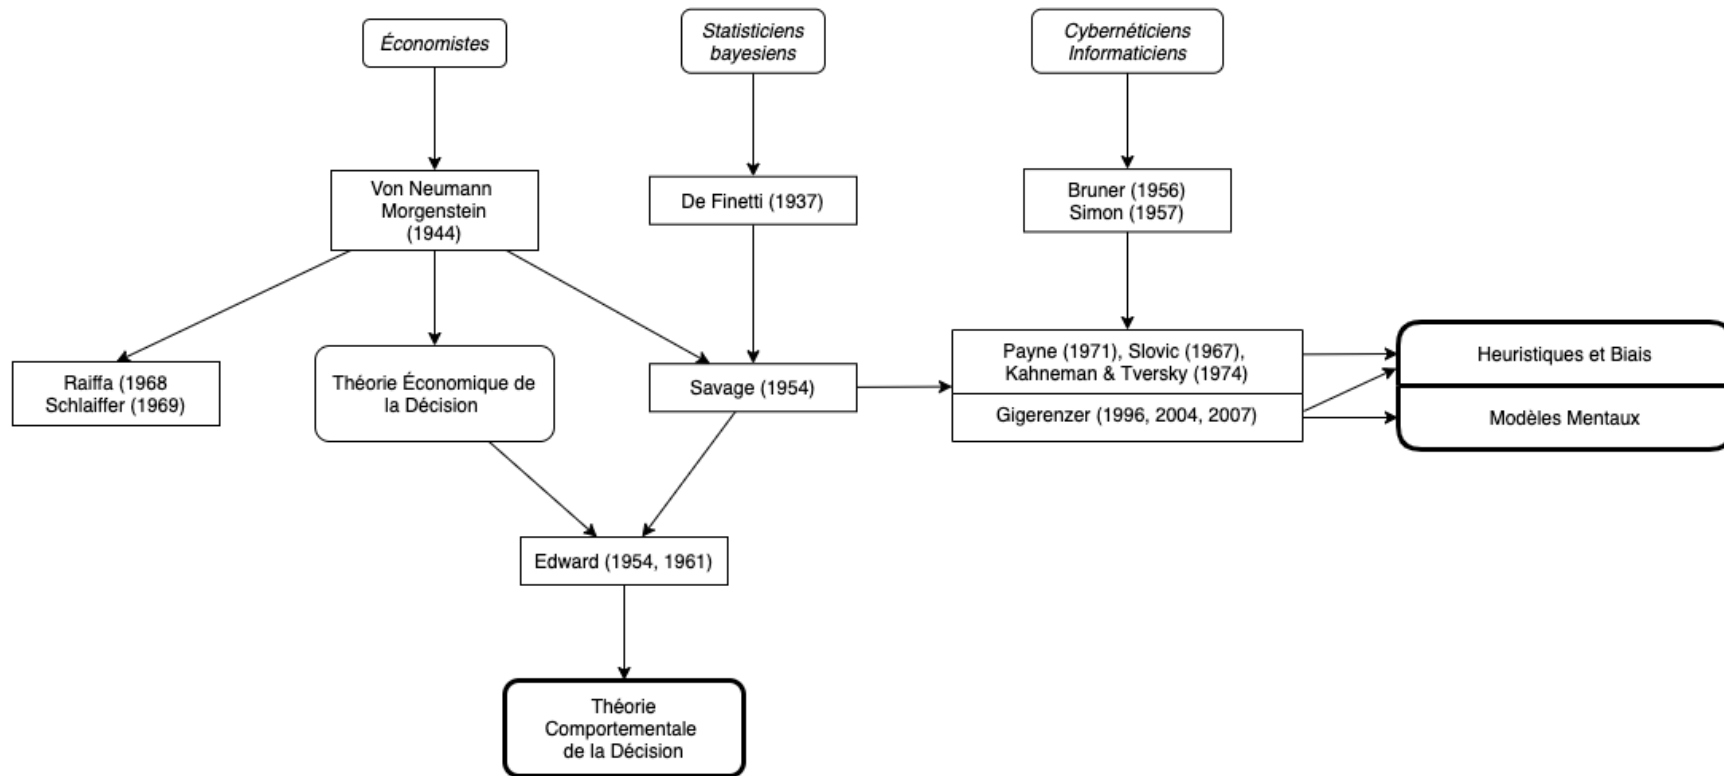 Économistes
Statisticiens
bayesiens
Cybernéticiens
Informaticiens
Von Neumann
Morgenstein
(1944)
De Finetti (1937)
Bruner (1956)
Simon (1957)
Raiffa (1968
Schlaiffer (1969)
Théorie Économique de
la Décision
Savage (1954)
Payne (1971), Slovic (1967),
Kahneman & Tversky (1974)
Gigerenzer (1996, 2004, 2007)
Heuristiques et Biais
Modèles Mentaux
Edward (1954, 1961)
Théorie
Comportementale
de la Décision